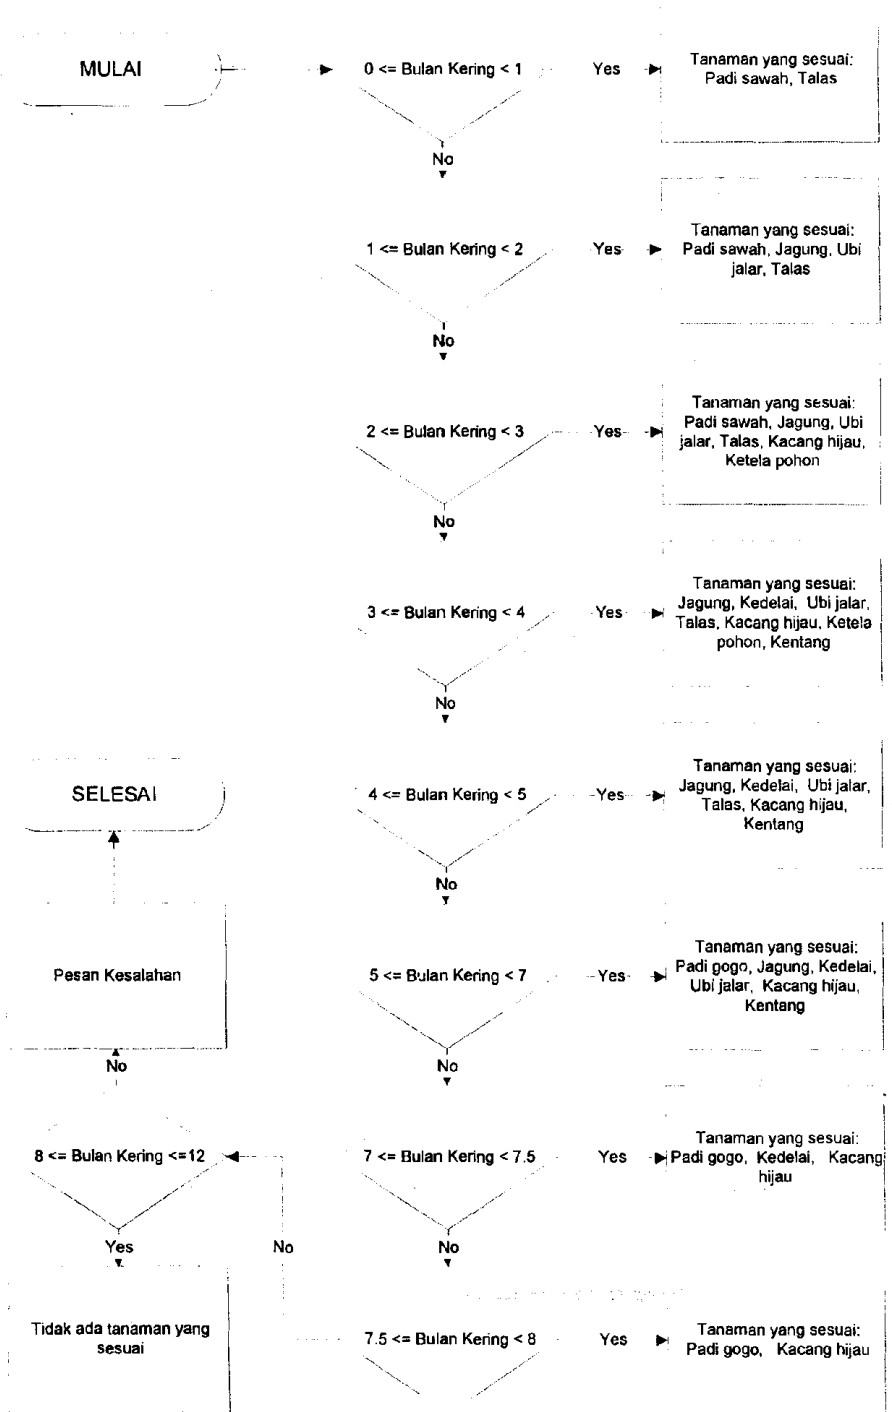 MULAI
0 <= Bulan Kering < 1
Yes
Tanaman yang sesuai:
Padi sawah, Talas
No
1 <= Bulan Kering < 2
Yes
Tanaman yang sesuai:
Padi sawah, Jagung, Ubi
jalar, Talas
No
2 <= Bulan Kering < 3
Yes
Tanaman yang sesuai:
Padi sawah, Jagung, Ubi
jalar, Talas, Kacang hijau,
Ketela pohon
No
3 <= Bulan Kering < 4
Yes
Tanaman yang sesuai:
Jagung, Kedelai, Ubi jalar,
Talas, Kacang hijau, Ketela
pohon, Kentang
No
SELESAI
4 <= Bulan Kering < 5
Yes
Tanaman yang sesuai:
Jagung, Kedelai, Ubi jalar,
Talas, Kacang hijau,
Kentang
No
Pesan Kesalahan
5 <= Bulan Kering < 7
Yes
Tanaman yang sesuai:
Padi gogo, Jagung, Kedelai,
Ubi jalar, Kacang hijau,
Kentang
No
No
8 <= Bulan Kering <=12
7 <= Bulan Kering < 7.5
Yes
Tanaman yang sesuai:
Padi gogo, Kedelai, Kacang
hijau
Yes
No
No
Tidak ada tanaman yang
sesuai
7.5 <= Bulan Kering < 8
Yes
Tanaman yang sesuai:
Padi gogo, Kacang hijau